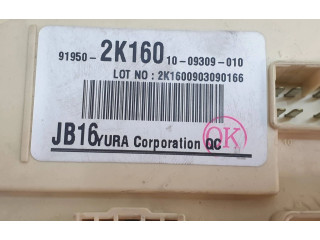 91950-2K160 10-09309-010
LOT NO : 2K1600903090166
JB16 YURA Corporation QC
OK